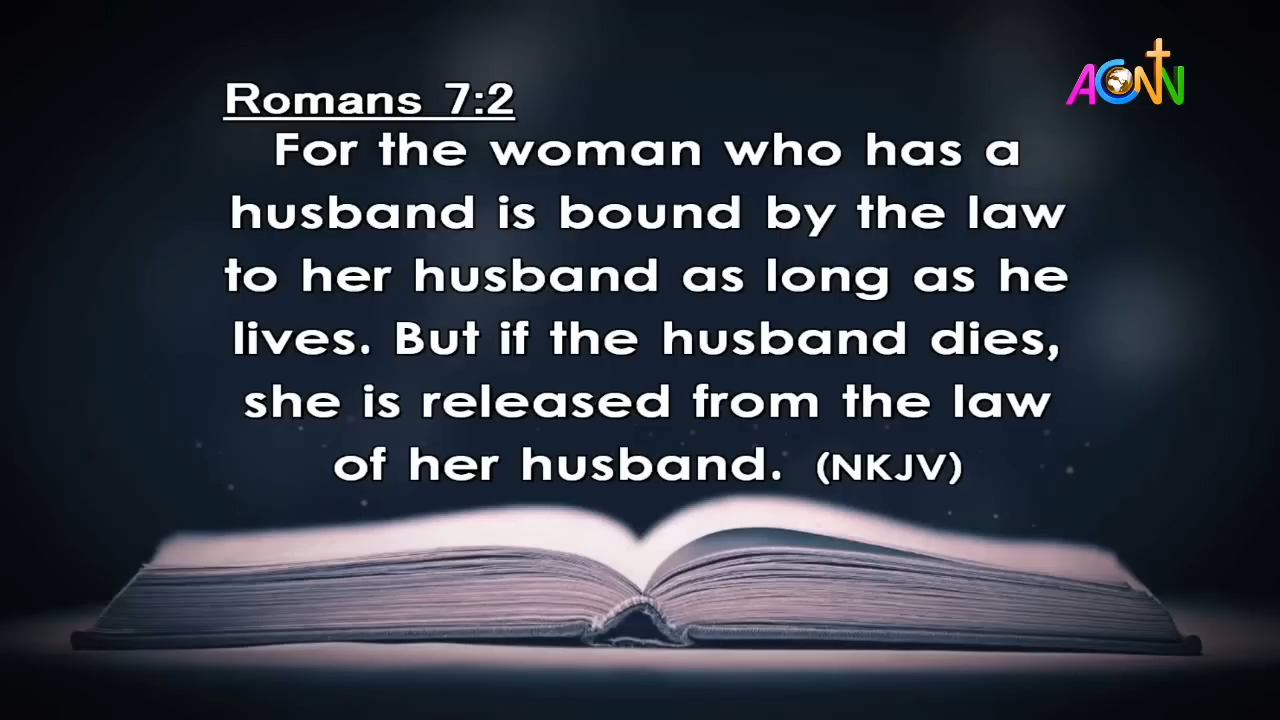 ACNN
Romans 7:2
For the woman who has a
husband is bound by the law
to her husband as long as he
lives. But if the husband dies,
she is released from the law
of her husband. (NKJV)